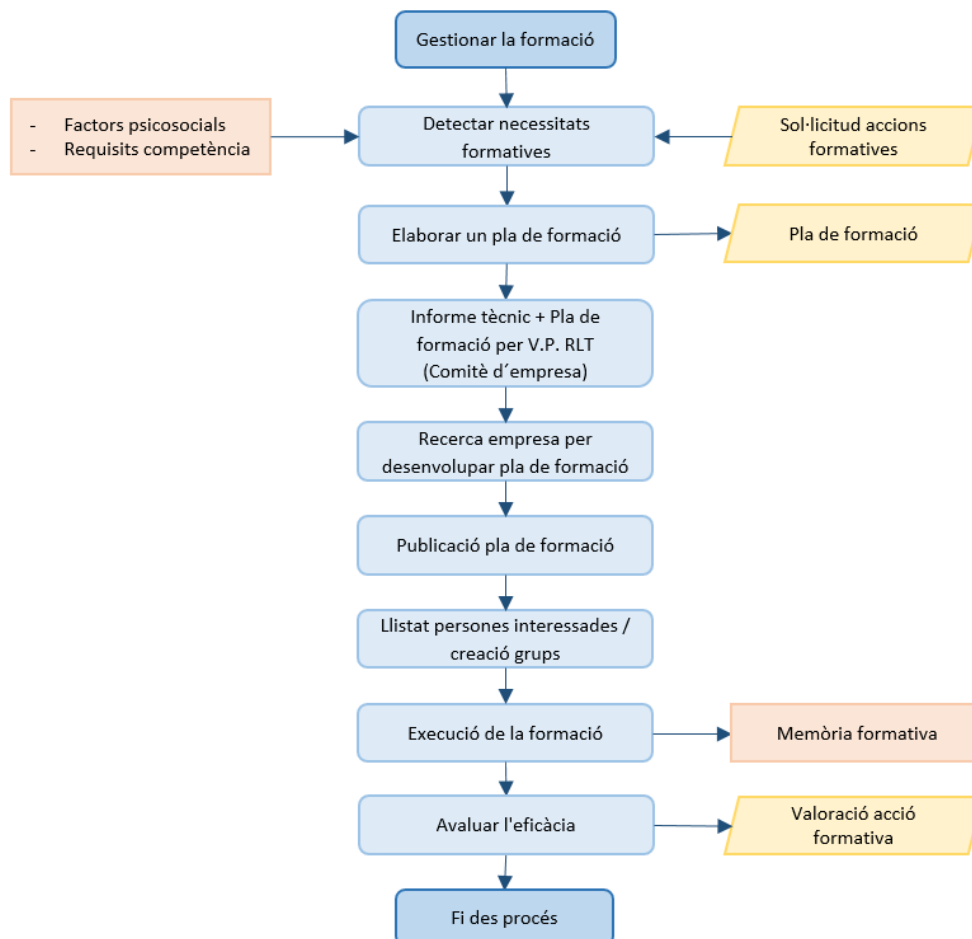 Gestionar la formació
- Factors psicosocials
- Requisits competència
Detectar necessitats
formatives
Sol·licitud accions
formatives
Elaborar un pla de formació
Pla de formació
Informe tècnic + Pla de
formació per V.P. RLT
(Comitè d´empresa)
Recerca empresa per
desenvolupar pla de formació
Publicació pla de formació
Llistat persones interessades /
creació grups
Execució de la formació
Memòria formativa
Avaluar l'eficàcia
Valoració acció
formativa
Fi des procés